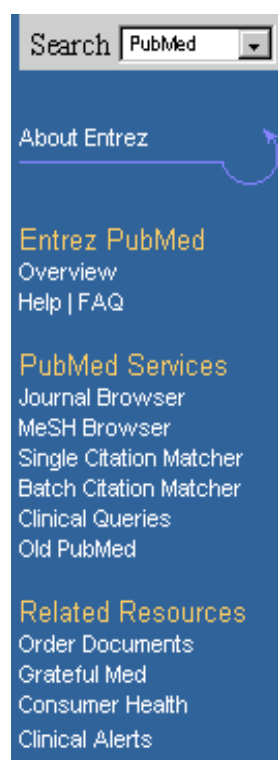 Search PubMed
About Entrez
Entrez PubMed
Overview
Help | FAQ
PubMed Services
Journal Browser
MeSH Browser
Single Citation Matcher
Batch Citation Matcher
Clinical Queries
Old PubMed
Related Resources
Order Documents
Grateful Med
Consumer Health
Clinical Alerts